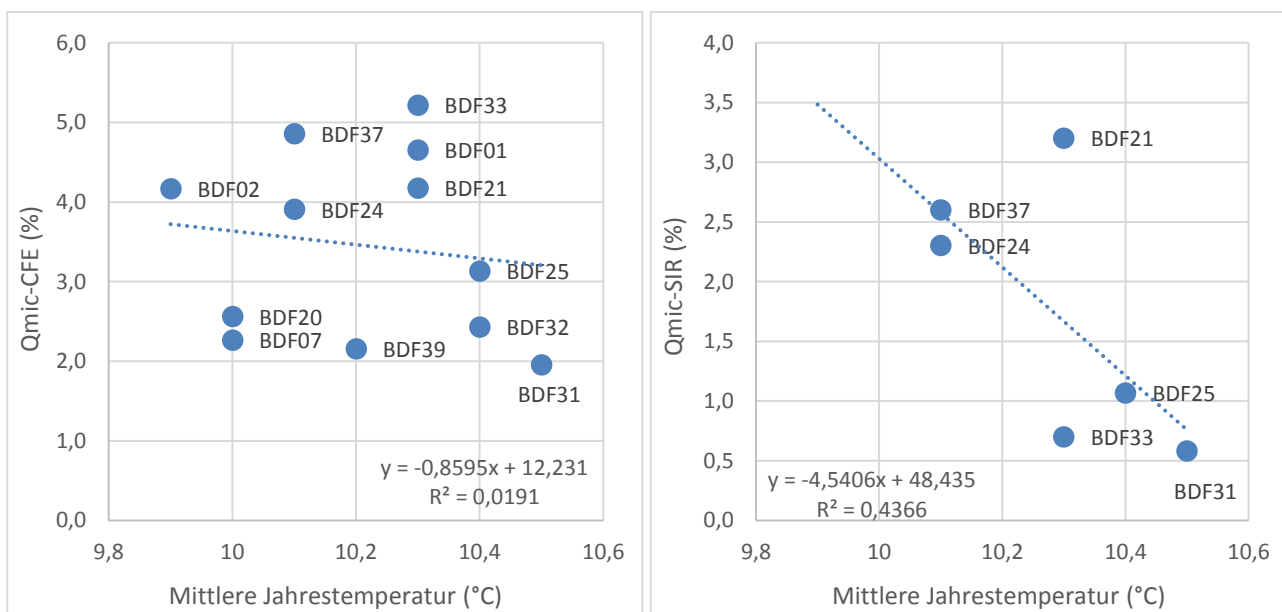 6,0
5,0
4,0
3,0
2,0
1,0
0,0
Qmic-CFE (%)
BDF33
BDF37
BDF01
BDF02
BDF21
BDF24
BDF25
BDF20
BDF32
BDF07
BDF39
BDF31
y = -0,8595x + 12,231
R² = 0,0191
9,8
10
10,2
10,4
10,6
Mittlere Jahrestemperatur (°C)
4,0
3,5
3,0
2,5
2,0
1,5
1,0
0,5
0,0
Qmic-SIR (%)
BDF21
BDF37
BDF24
BDF25
BDF33
BDF31
y = -4,5406x + 48,435
R² = 0,4366
9,8
10
10,2
10,4
10,6
Mittlere Jahrestemperatur (°C)